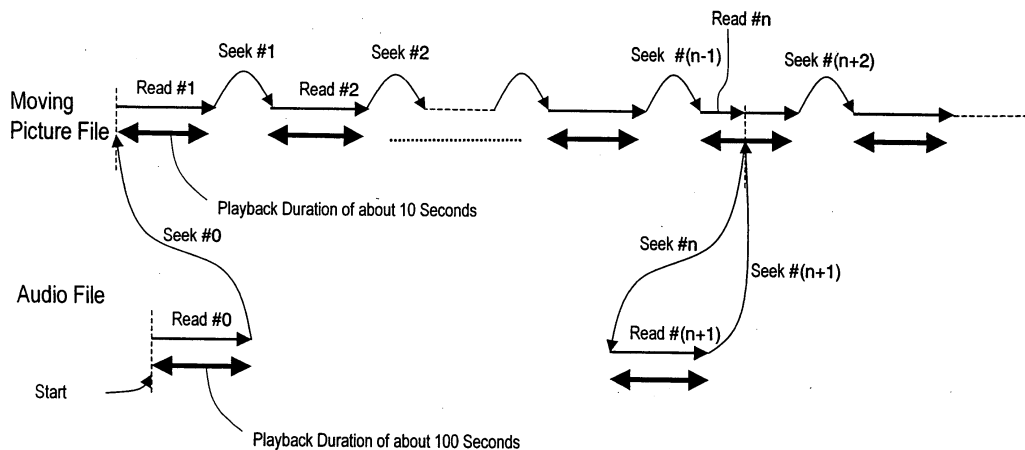 Read #n
Seek #1
Seek #2
Seek #(n-1)
Seek #(n+2)
Moving
Picture File
Read #1
Read #2
Playback Duration of about 10 Seconds
Seek #0
Seek #n
Seek #(n+1)
Audio File
Read #0
Read #(n+1)
Start
Playback Duration of about 100 Seconds